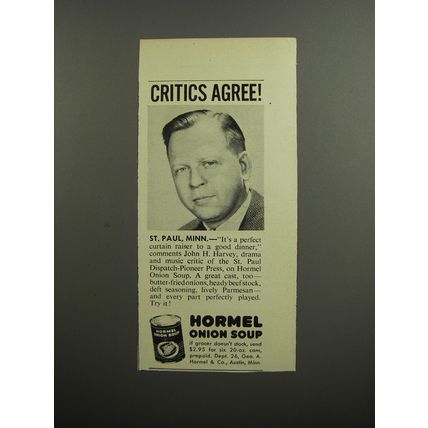 CRITICS AGREE!
ST. PAUL, MINN.—"It's a perfect
curtain raiser to a good dinner,"
comments John H. Harvey, drama
and music critic of the St. Paul
Dispatch-Pioneer Press, on Hormel
Onion Soup. A great cast, too—
butter-fried onions, heady beef stock,
deft seasoning, lively Parmesan—
and every part perfectly played.
Try it!
HORMEL
ONION SOUP
HORMEL
ONION SOUP
if grocer doesn't stock, send
$2.95 for six 20-oz. cans,
prepaid. Dept. 26, Geo. A.
Hormel & Co., Austin, Minn.